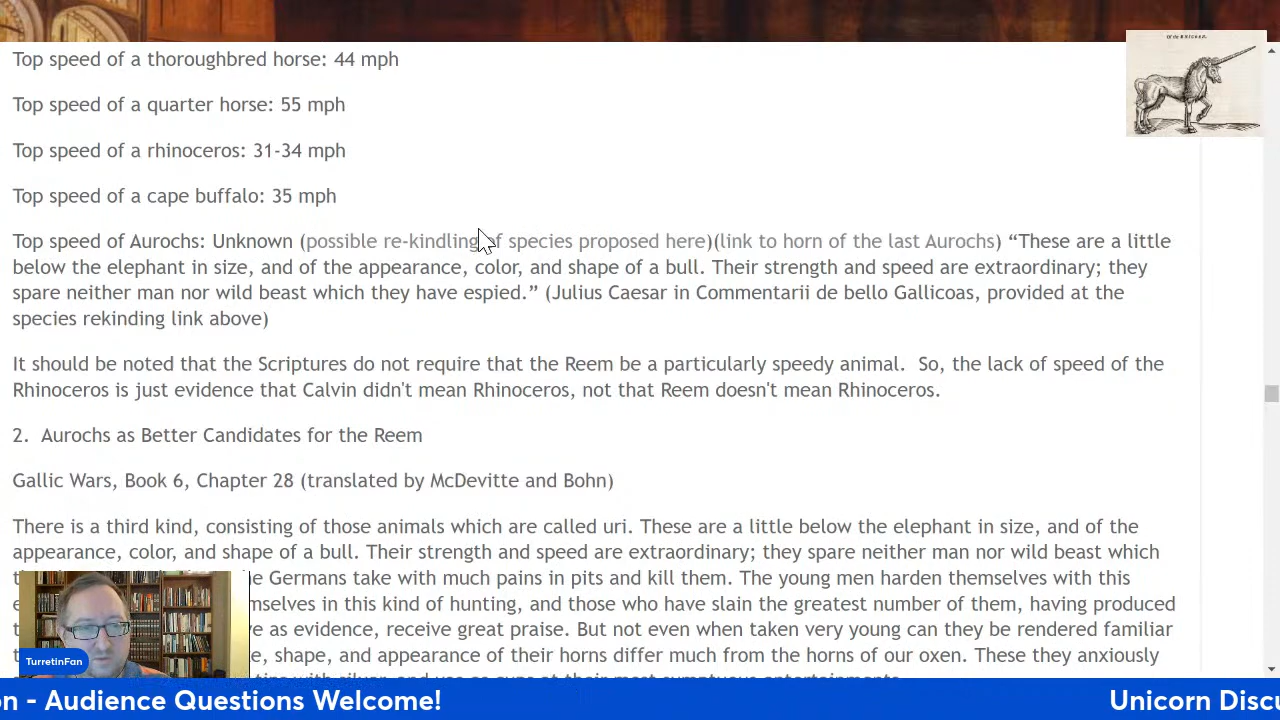 Of the UNICORN.
Top speed of a thoroughbred horse: 44 mph
Top speed of a quarter horse: 55 mph
Top speed of a rhinoceros: 31-34 mph
Top speed of a cape buffalo: 35 mph
Top speed of Aurochs: Unknown (possible re-kindling of species proposed here)(link to horn of the last Aurochs) “These are a little
below the elephant in size, and of the appearance, color, and shape of a bull. Their strength and speed are extraordinary; they
spare neither man nor wild beast which they have espied.” (Julius Caesar in Commentarii de bello Gallicoas, provided at the
species rekinding link above)
It should be noted that the Scriptures do not require that the Reem be a particularly speedy animal.  So, the lack of speed of the
Rhinoceros is just evidence that Calvin didn't mean Rhinoceros, not that Reem doesn't mean Rhinoceros.
2.  Aurochs as Better Candidates for the Reem
Gallic Wars, Book 6, Chapter 28 (translated by McDevitte and Bohn)
There is a third kind, consisting of those animals which are called uri. These are a little below the elephant in size, and of the
appearance, color, and shape of a bull. Their strength and speed are extraordinary; they spare neither man nor wild beast which
Germans take with much pains in pits and kill them. The young men harden themselves with this
in this kind of hunting, and those who have slain the greatest number of them, having produced
as evidence, receive great praise. But not even when taken very young can they be rendered familiar
shape, and appearance of their horns differ much from the horns of our oxen. These they anxiously
TurretinFan
n - Audience Questions Welcome! Unicorn Discu